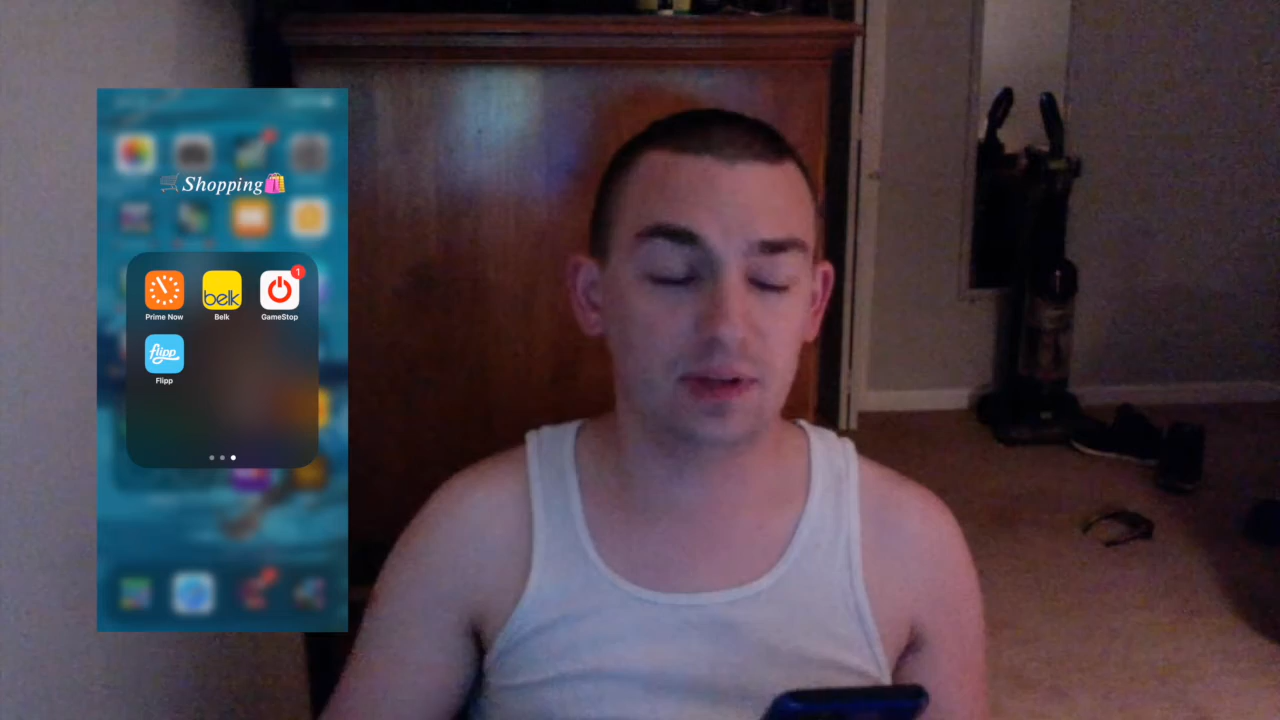 🛒Shopping🛍️
belk
1
Prime Now
Belk
GameStop
flipp
Flipp